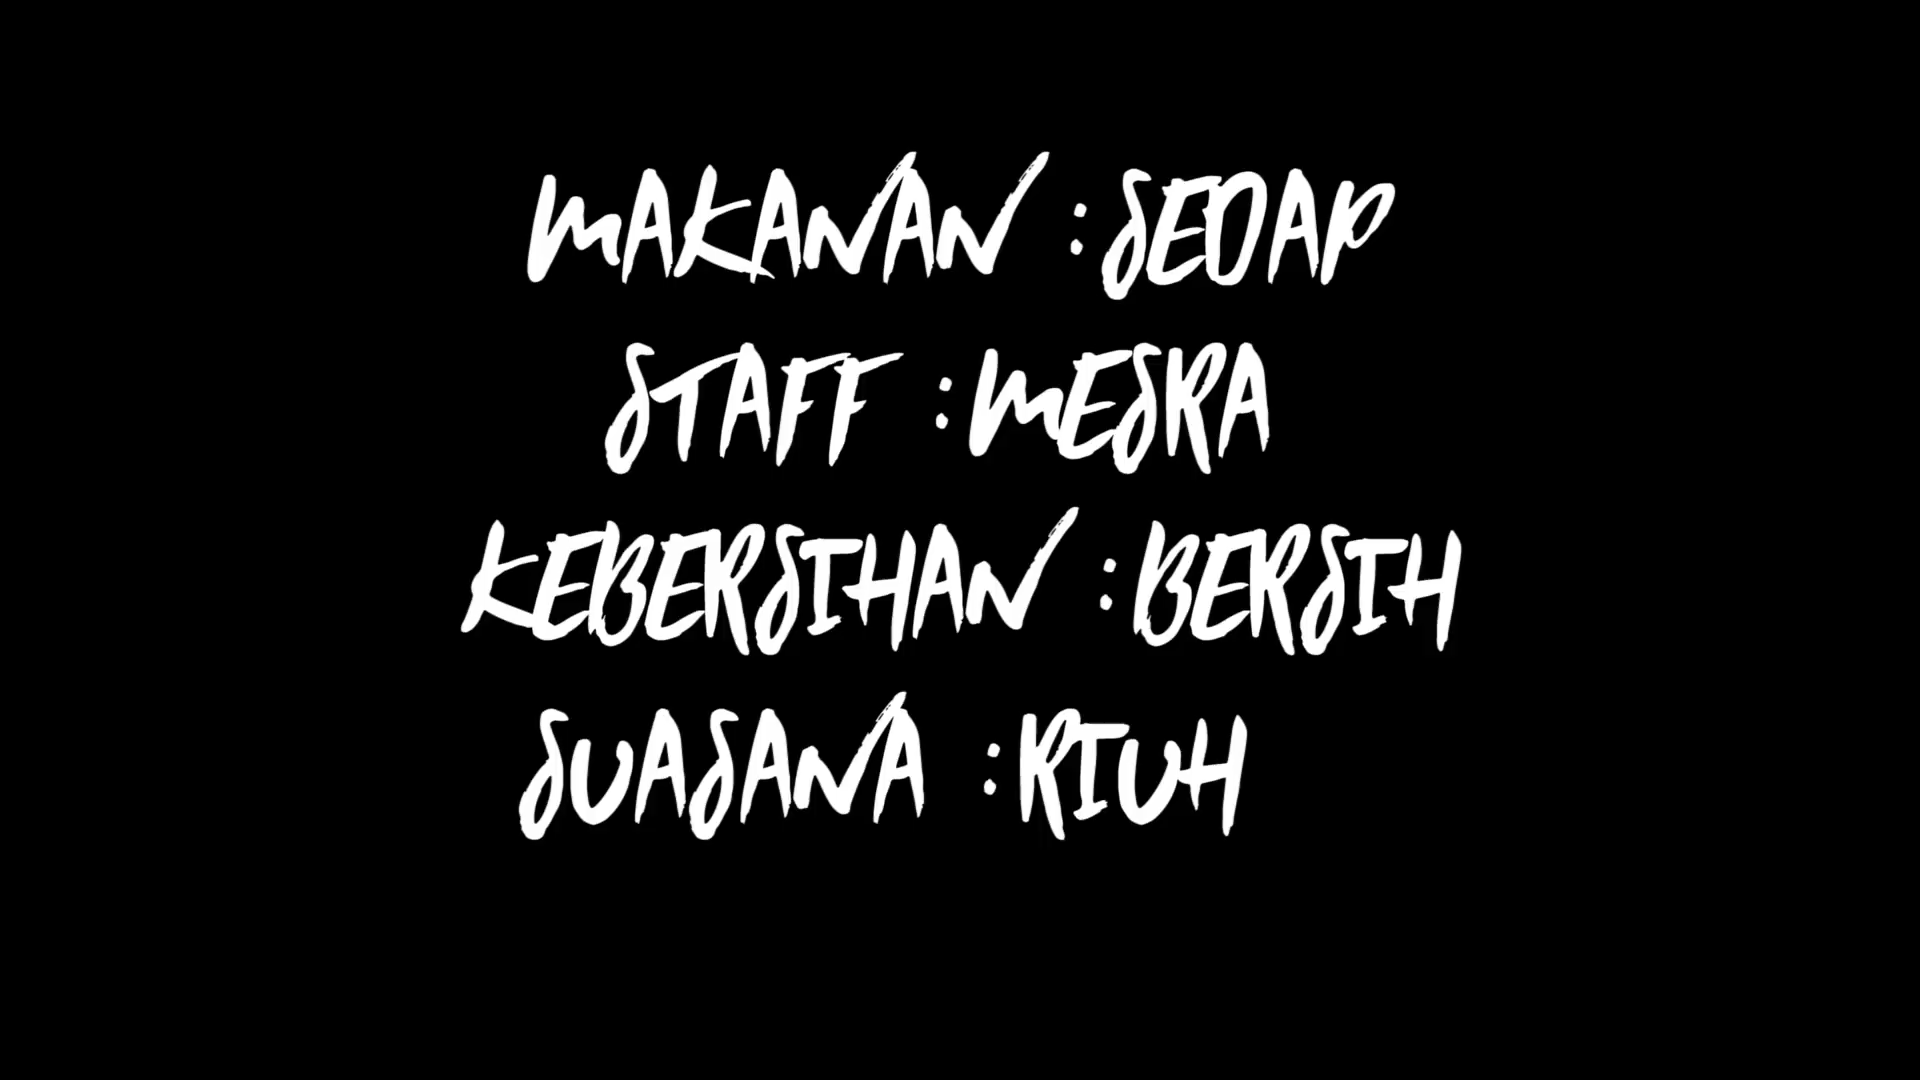 MAKANAN : SEDAP
STAFF : MESRA
KEBERSIHAN : BERSIH
SUASANA : RIUH